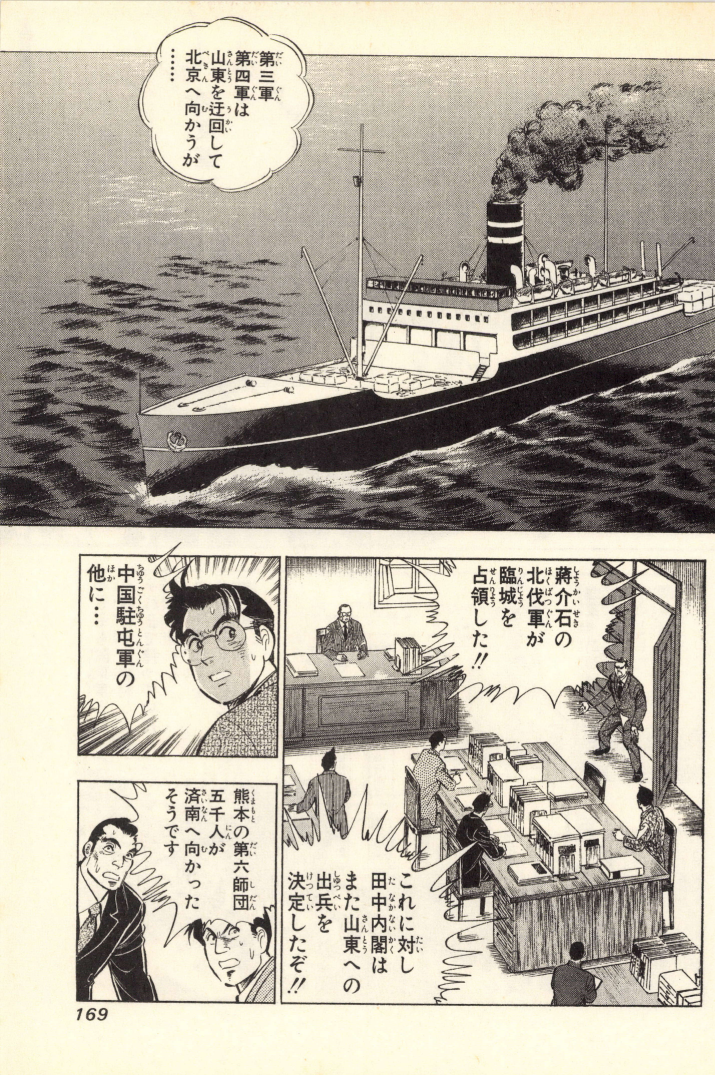 第三軍
第四軍は
山東を迂回して
北京へ向かうが
……
蔣介石の
北伐軍が
臨城を
占領した!!
これに対し
田中内閣は
また山東への
出兵を
決定したぞ!!
中国駐屯軍の
他に…
熊本の第六師団
五千人が
済南へ向かった
そうです
169